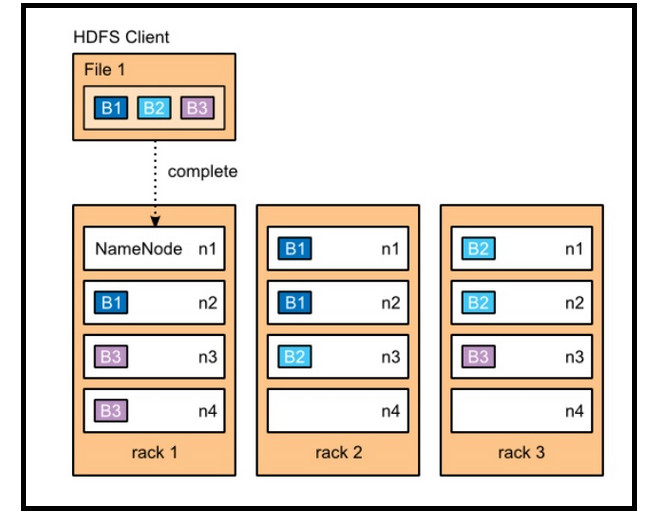 HDFS Client
File 1
B1 B2 B3
complete
NameNode n1
B1 n2
B3 n3
B3 n4
rack 1
B1 n1
B1 n2
B2 n3
n4
rack 2
B2 n1
B2 n2
B3 n3
n4
rack 3